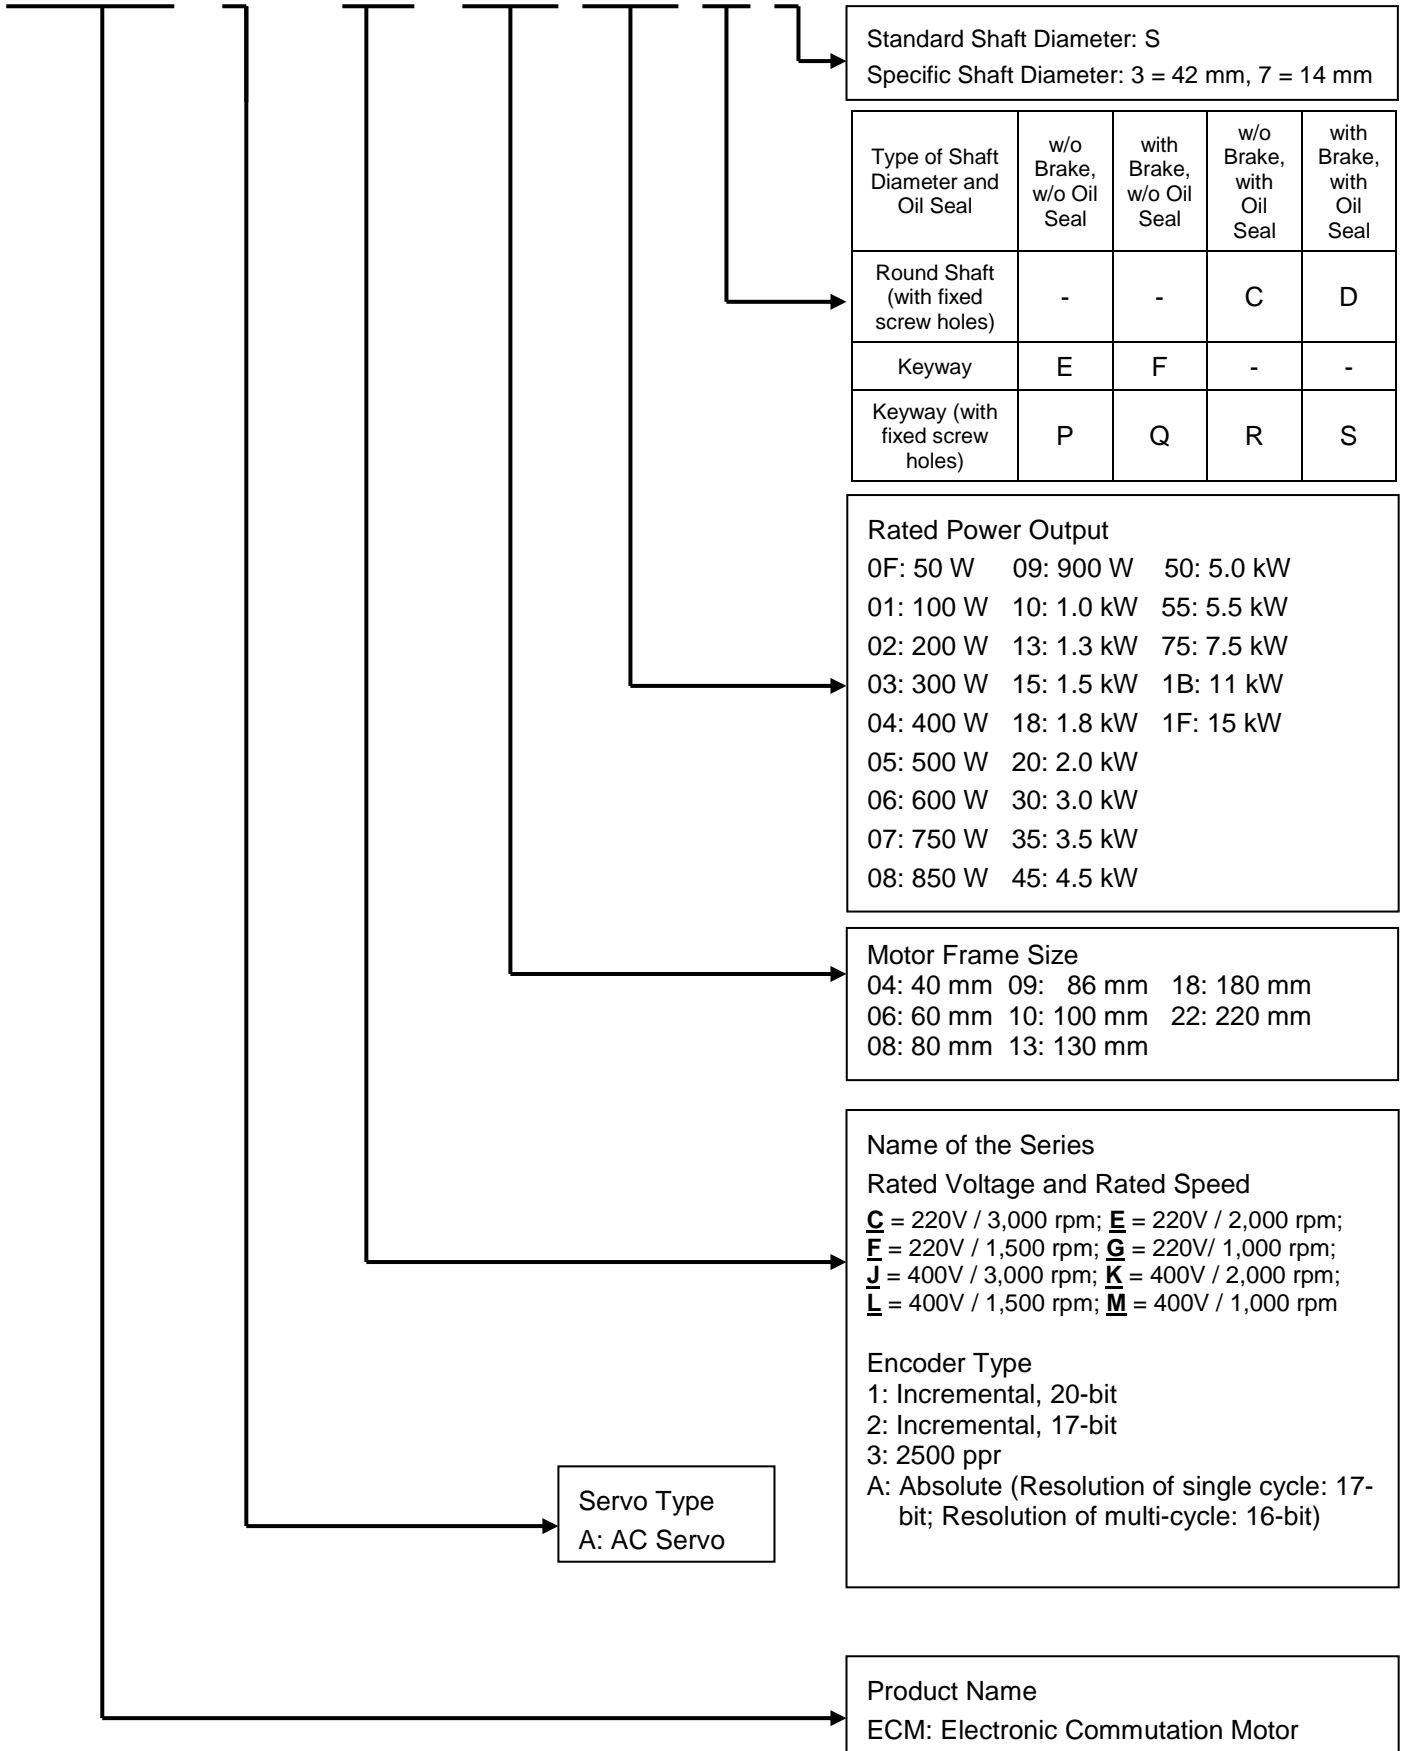 Standard Shaft Diameter: S
Specific Shaft Diameter: 3 = 42 mm, 7 = 14 mm
Type of Shaft
Diameter and
Oil Seal
w/o
Brake,
w/o Oil
Seal
with
Brake,
w/o Oil
Seal
w/o
Brake,
with
Oil
Seal
with
Brake,
with
Oil
Seal
Round Shaft
(with fixed
screw holes)
- - C D
Keyway E F - -
Keyway (with
fixed screw
holes)
P Q R S
Rated Power Output
0F: 50 W 09: 900 W 50: 5.0 kW
01: 100 W 10: 1.0 kW 55: 5.5 kW
02: 200 W 13: 1.3 kW 75: 7.5 kW
03: 300 W 15: 1.5 kW 1B: 11 kW
04: 400 W 18: 1.8 kW 1F: 15 kW
05: 500 W 20: 2.0 kW
06: 600 W 30: 3.0 kW
07: 750 W 35: 3.5 kW
08: 850 W 45: 4.5 kW
Motor Frame Size
04: 40 mm 09: 86 mm 18: 180 mm
06: 60 mm 10: 100 mm 22: 220 mm
08: 80 mm 13: 130 mm
Name of the Series
Rated Voltage and Rated Speed
C = 220V / 3,000 rpm; E = 220V / 2,000 rpm;
F = 220V / 1,500 rpm; G = 220V/ 1,000 rpm;
J = 400V / 3,000 rpm; K = 400V / 2,000 rpm;
L = 400V / 1,500 rpm; M = 400V / 1,000 rpm
Encoder Type
1: Incremental, 20-bit
2: Incremental, 17-bit
3: 2500 ppr
A: Absolute (Resolution of single cycle: 17-
bit; Resolution of multi-cycle: 16-bit)
Servo Type
A: AC Servo
Product Name
ECM: Electronic Commutation Motor